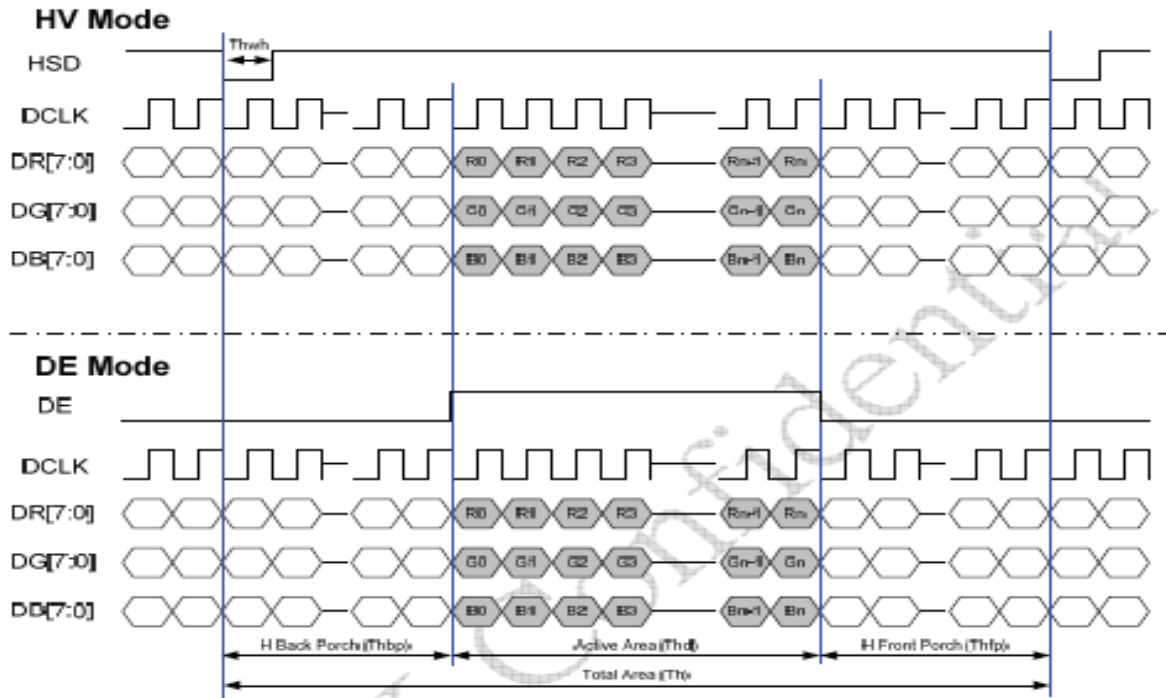 HV Mode
HSD
Thwh
DCLK
DR[7:0]
R0 R1 R2 R3 Rn-1 Rn
DG[7:0]
G0 G1 G2 G3 Gn-1 Gn
DB[7:0]
B0 B1 B2 B3 Bn-1 Bn
DE Mode
DE
DCLK
DR[7:0]
R0 R1 R2 R3 Rn-1 Rn
DG[7:0]
G0 G1 G2 G3 Gn-1 Gn
DB[7:0]
B0 B1 B2 B3 Bn-1 Bn
H Back Porch (Thbp) Active Area (Thd) H Front Porch (Thfp)
Total Area (Th)
Confidential